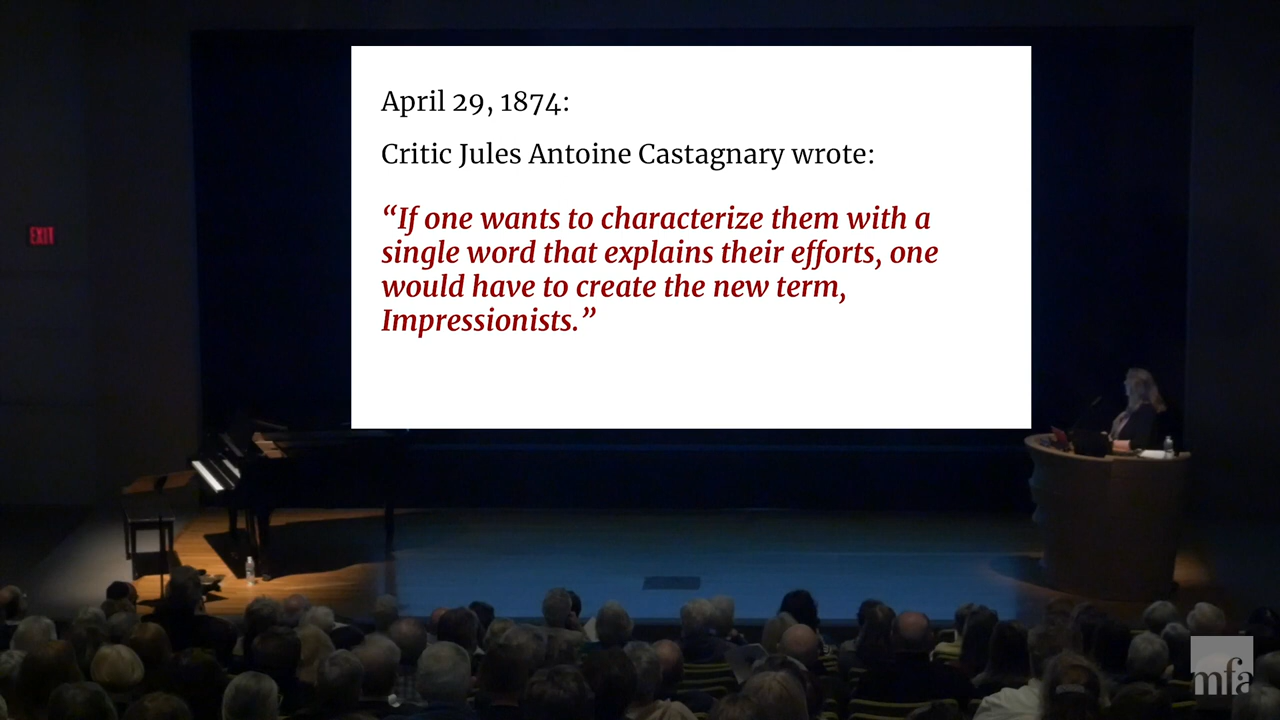 April 29, 1874:
Critic Jules Antoine Castagnary wrote:
“If one wants to characterize them with a
single word that explains their efforts, one
would have to create the new term,
Impressionists.”
EXIT
mfa